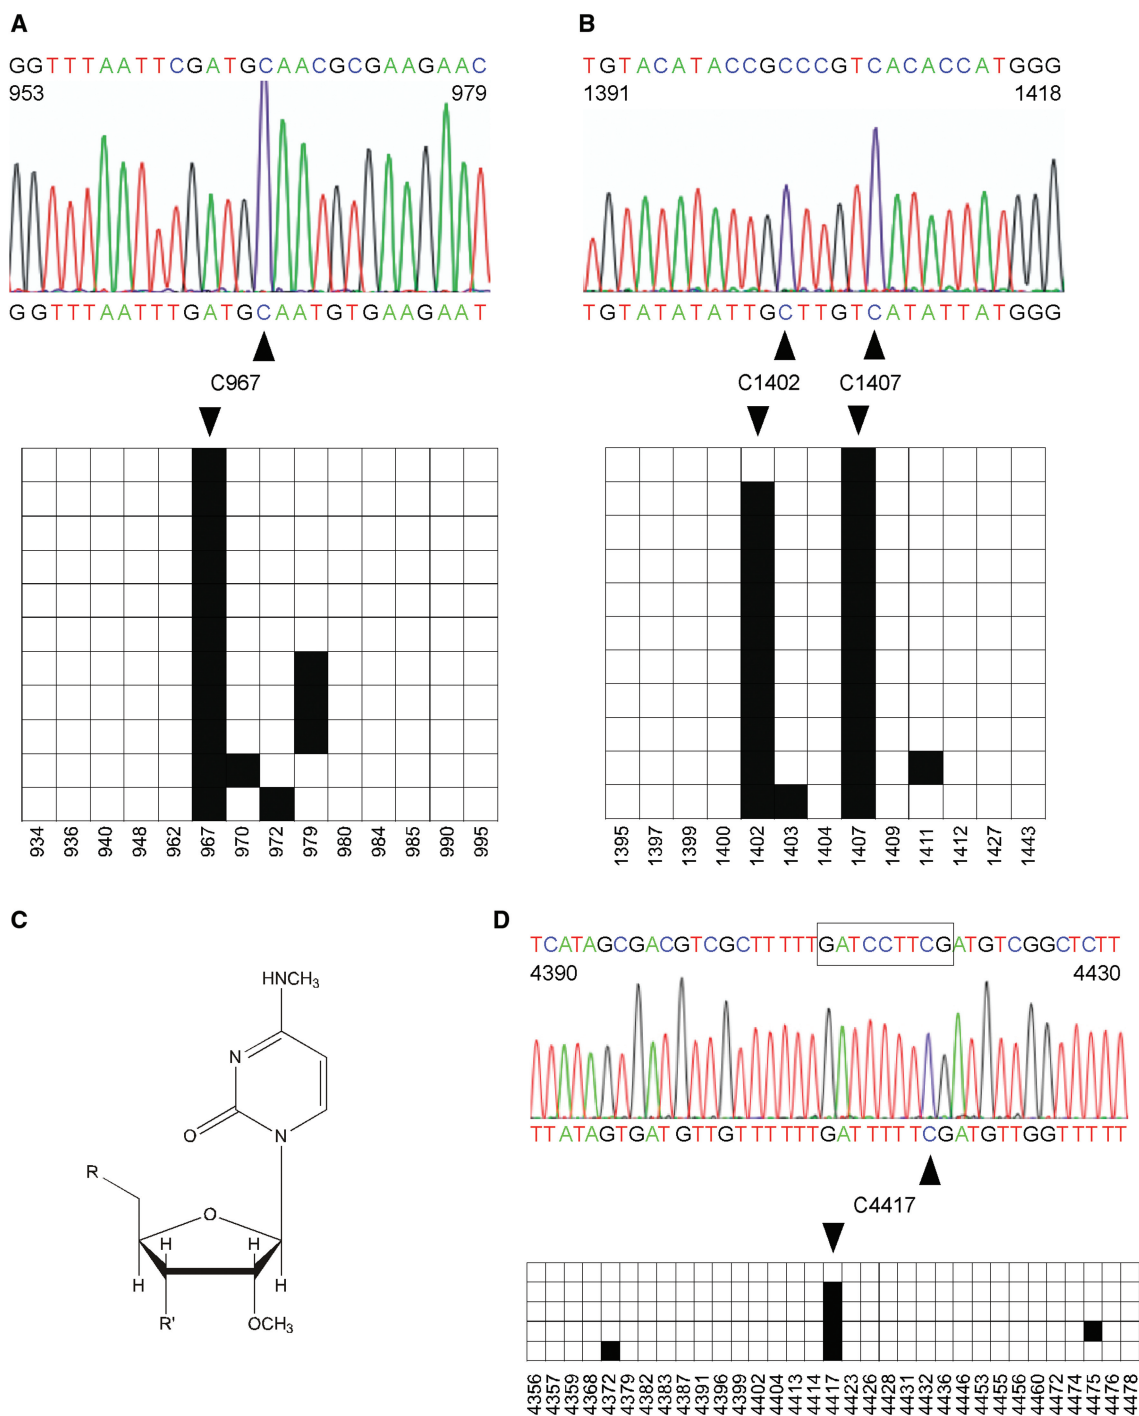 A
GGTTTAATTCGATGCAACGCGAAGAAC
953 979
GGTTTAATTTGATGCAATGTGAAGAAT
C967
934 936 940 948 962 967 970 972 979 980 984 985 990 995
B
TGTACATACCGCCCGTCACACCATGGG
1391 1418
TGTATATATTGCTTGTCATATTATGGG
C1402 C1407
1395 1397 1399 1400 1402 1403 1404 1407 1409 1411 1412 1427 1443
C
HNCH3
N
O N
R
O
H H
H H
R' OCH3
D
TCATAGCGACGTCGCTTTTTGATCCTTCGATGTCGGCTCTT
4390 4430
TTATAGTGATGTTGTTTTTTGATTTTTCGATGTTGGTTTTT
C4417
4356 4357 4359 4368 4372 4379 4382 4383 4387 4391 4396 4399 4402 4404 4413 4414 4417 4423 4426 4428 4431 4432 4436 4446 4453 4455 4456 4460 4472 4474 4475 4476 4478